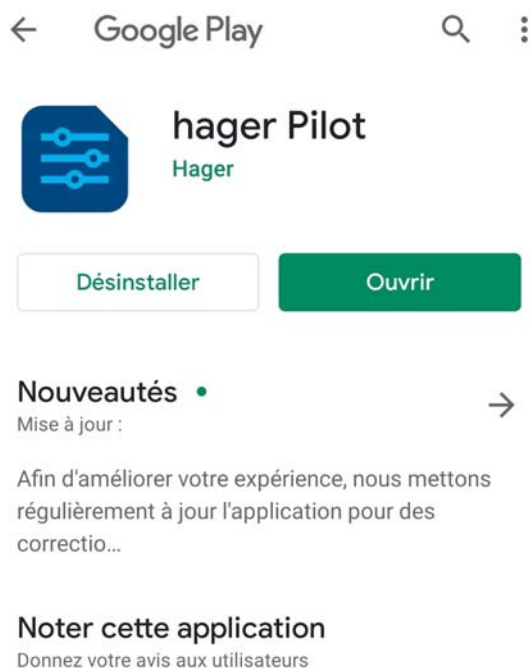 Google Play
hager Pilot
Hager
Désinstaller
Ouvrir
Nouveautés
Mise à jour :
Afin d'améliorer votre expérience, nous mettons
régulièrement à jour l'application pour des
correctio...
Noter cette application
Donnez votre avis aux utilisateurs